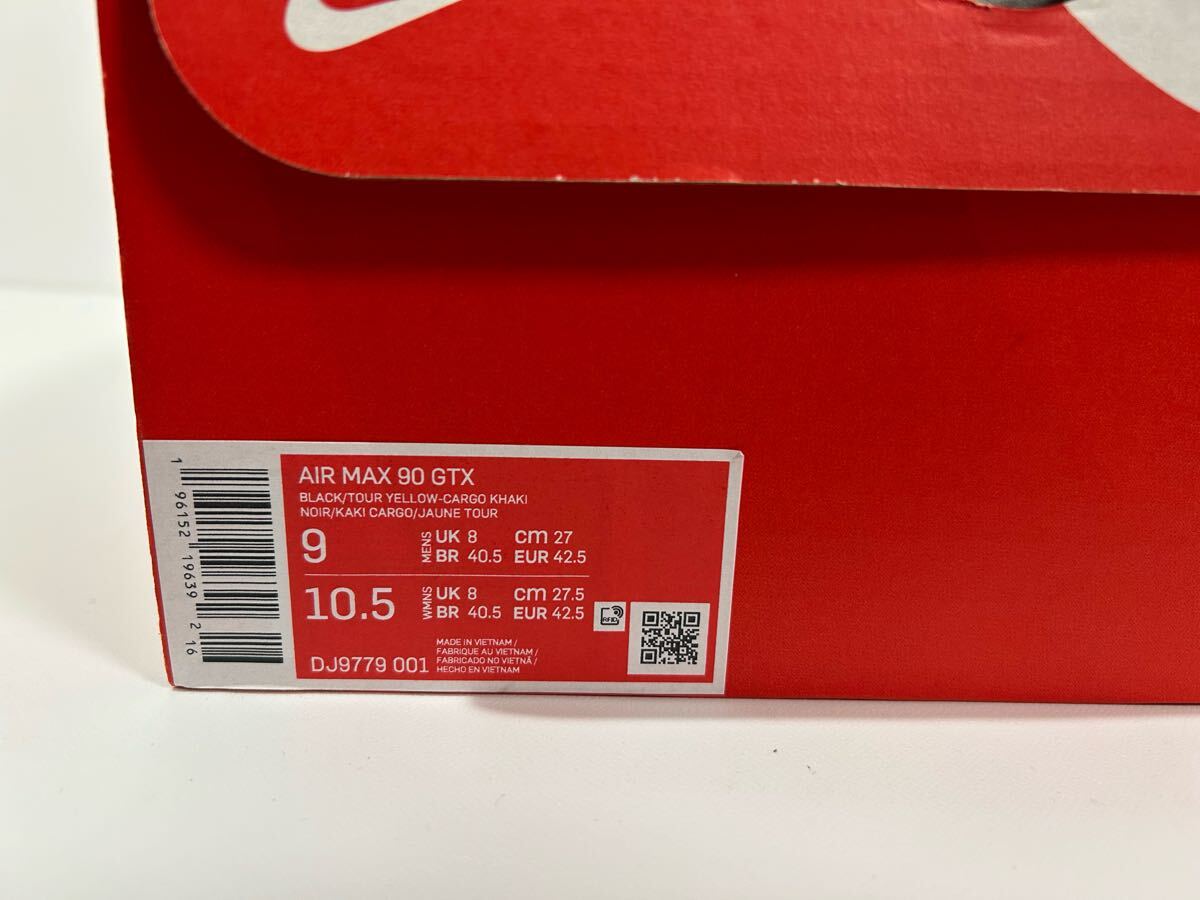 AIR MAX 90 GTX
BLACK/TOUR YELLOW-CARGO KHAKI
NOIR/KAKI CARGO/JAUNE TOUR
9 MENS UK 8 cm 27
BR 40.5 EUR 42.5
10.5 WMNS UK 8 cm 27.5
BR 40.5 EUR 42.5
RFID
DJ9779 001
MADE IN VIETNAM /
FABRIQUE AU VIETNAM /
FABRICADO NO VIETNÃ /
HECHO EN VIETNAM
1 96152 19639 2 16